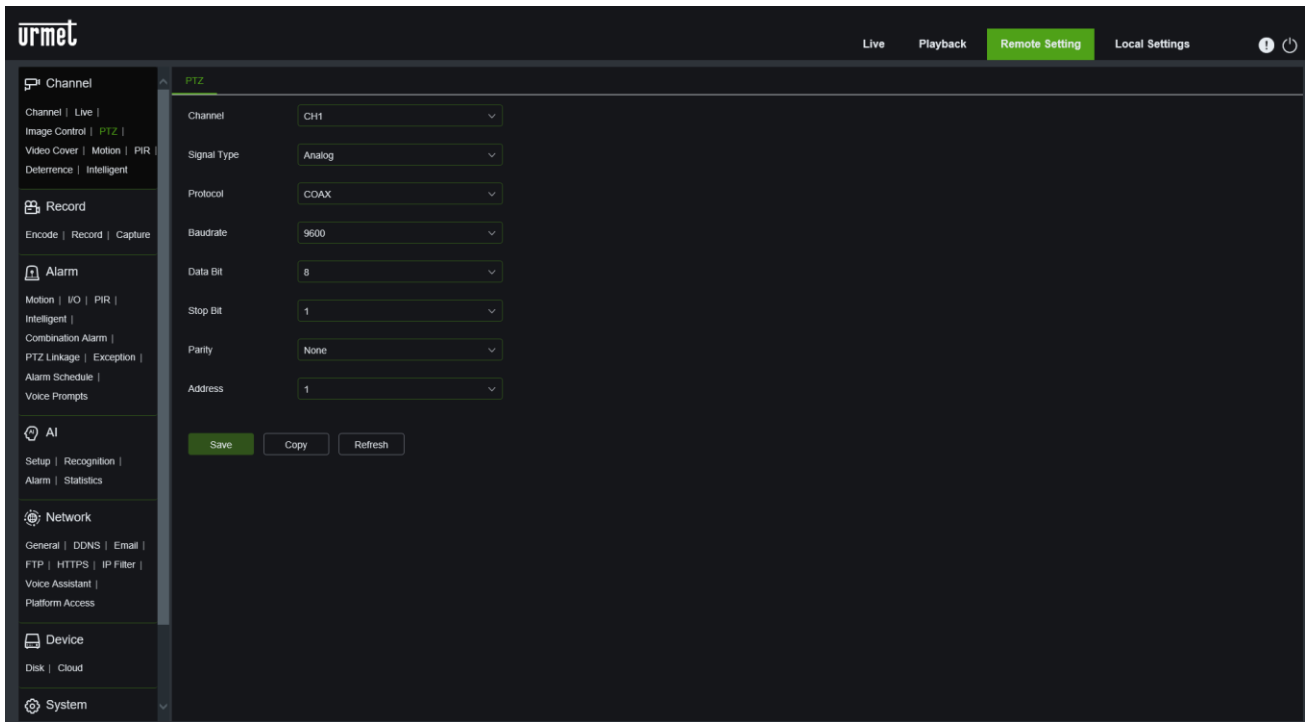 urmet
Live Playback Remote Setting Local Settings
Channel
Channel | Live |
Image Control | PTZ |
Video Cover | Motion | PIR |
Deterrence | Intelligent
Record
Encode | Record | Capture
Alarm
Motion | I/O | PIR |
Intelligent |
Combination Alarm |
PTZ Linkage | Exception |
Alarm Schedule |
Voice Prompts
AI
Setup | Recognition |
Alarm | Statistics
Network
General | DDNS | Email |
FTP | HTTPS | IP Filter |
Voice Assistant |
Platform Access
Device
Disk | Cloud
System
PTZ
Channel CH1
Signal Type Analog
Protocol COAX
Baudrate 9600
Data Bit 8
Stop Bit 1
Parity None
Address 1
Save Copy Refresh